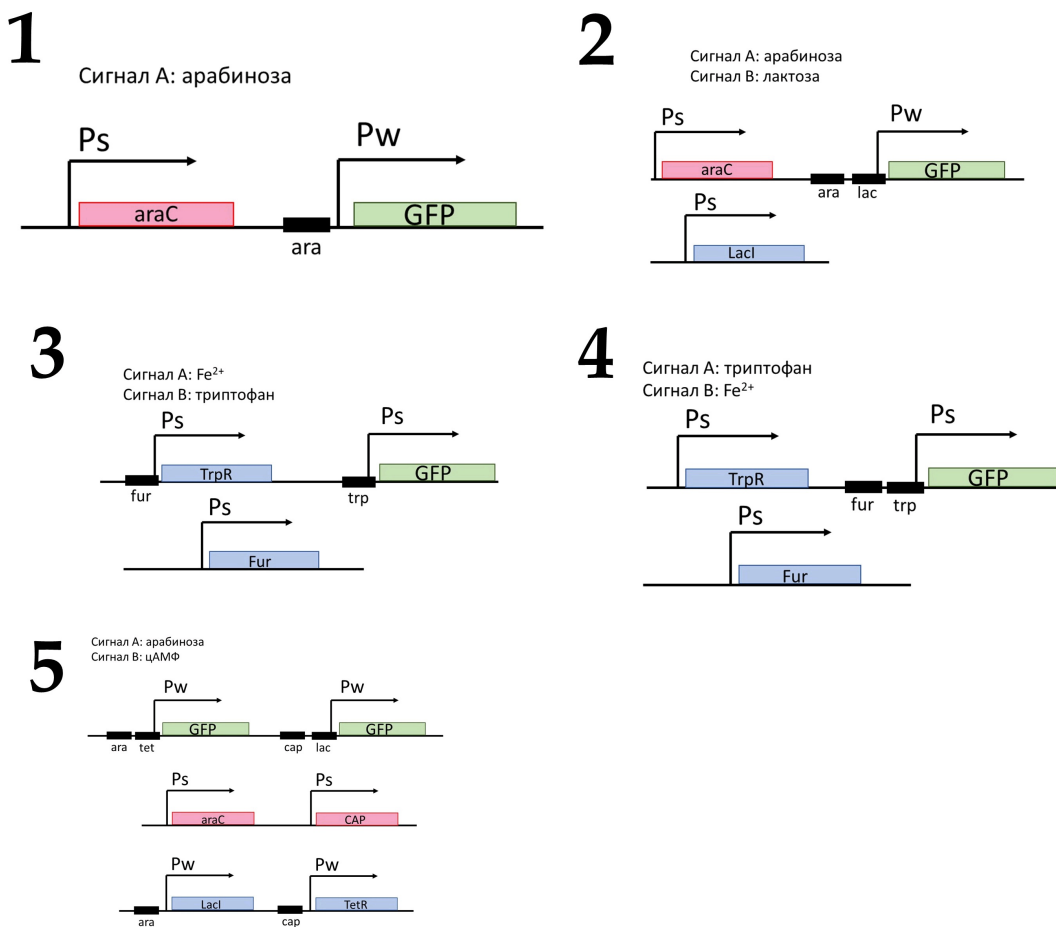 1
Сигнал А: арабиноза
Ps
Pw
araC
GFP
ara
2
Сигнал А: арабиноза
Сигнал В: лактоза
Ps
Pw
araC
GFP
ara
lac
Ps
LacI
3
Сигнал А: Fe²⁺
Сигнал В: триптофан
Ps
Ps
TrpR
GFP
fur
trp
Ps
Fur
4
Сигнал А: триптофан
Сигнал В: Fe²⁺
Ps
Ps
TrpR
GFP
fur
trp
Ps
Fur
5
Сигнал А: арабиноза
Сигнал В: цАМФ
Pw
Pw
GFP
GFP
ara
tet
cap
lac
Ps
Ps
araC
CAP
Pw
Pw
LacI
TetR
ara
cap